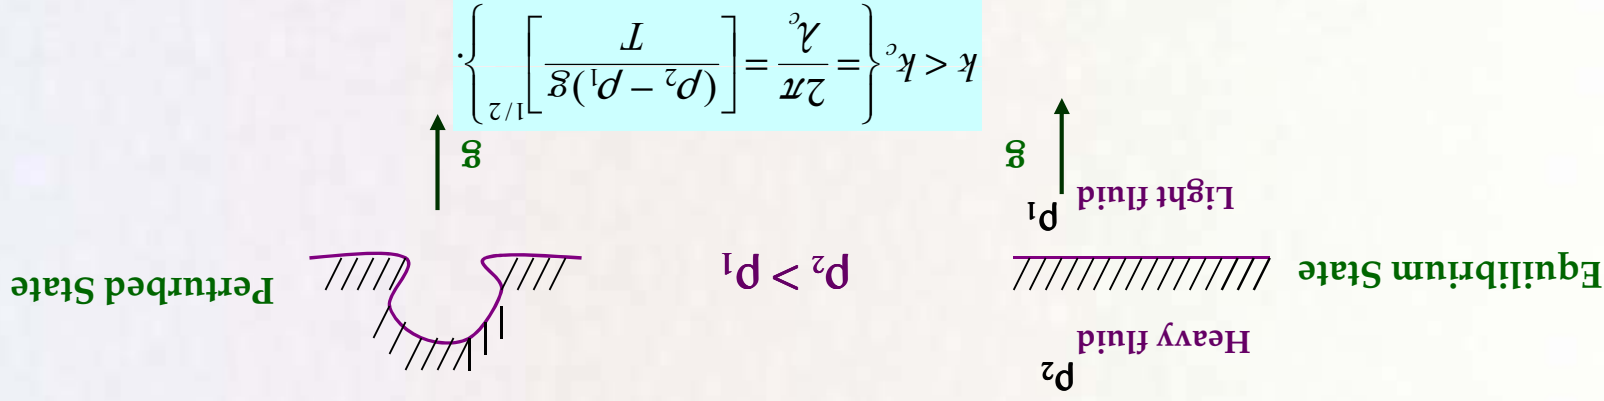 ρ₂
Heavy fluid
Equilibrium State
ρ₂ > ρ₁
Perturbed State
ρ₁
Light fluid
g
g
k < k_c { = 2π/λ_c = [(ρ₂ − ρ₁)g/T]^{1/2} }.